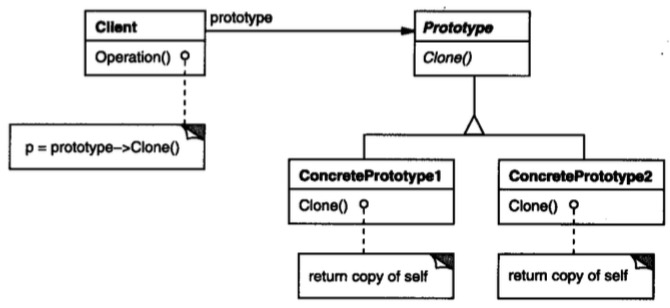 Client
prototype
Prototype
Operation()
Clone()
p = prototype->Clone()
ConcretePrototype1
ConcretePrototype2
Clone()
Clone()
return copy of self
return copy of self